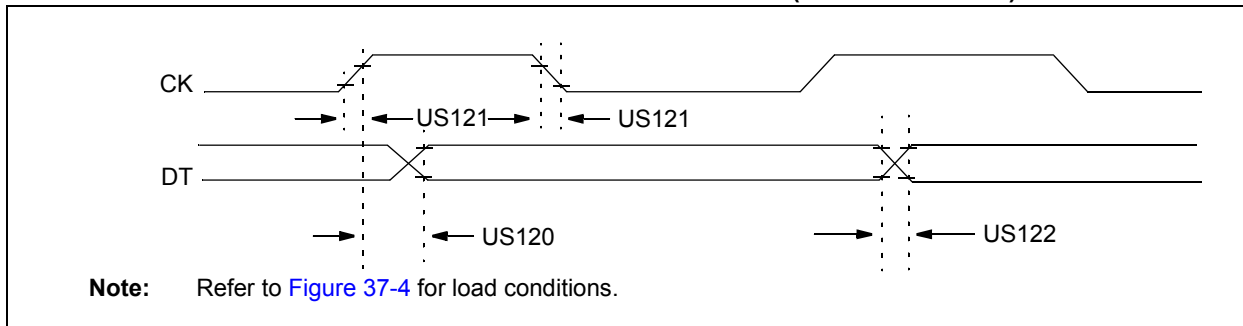 CK
US121 US121
DT
US120 US122
Note: Refer to Figure 37-4 for load conditions.